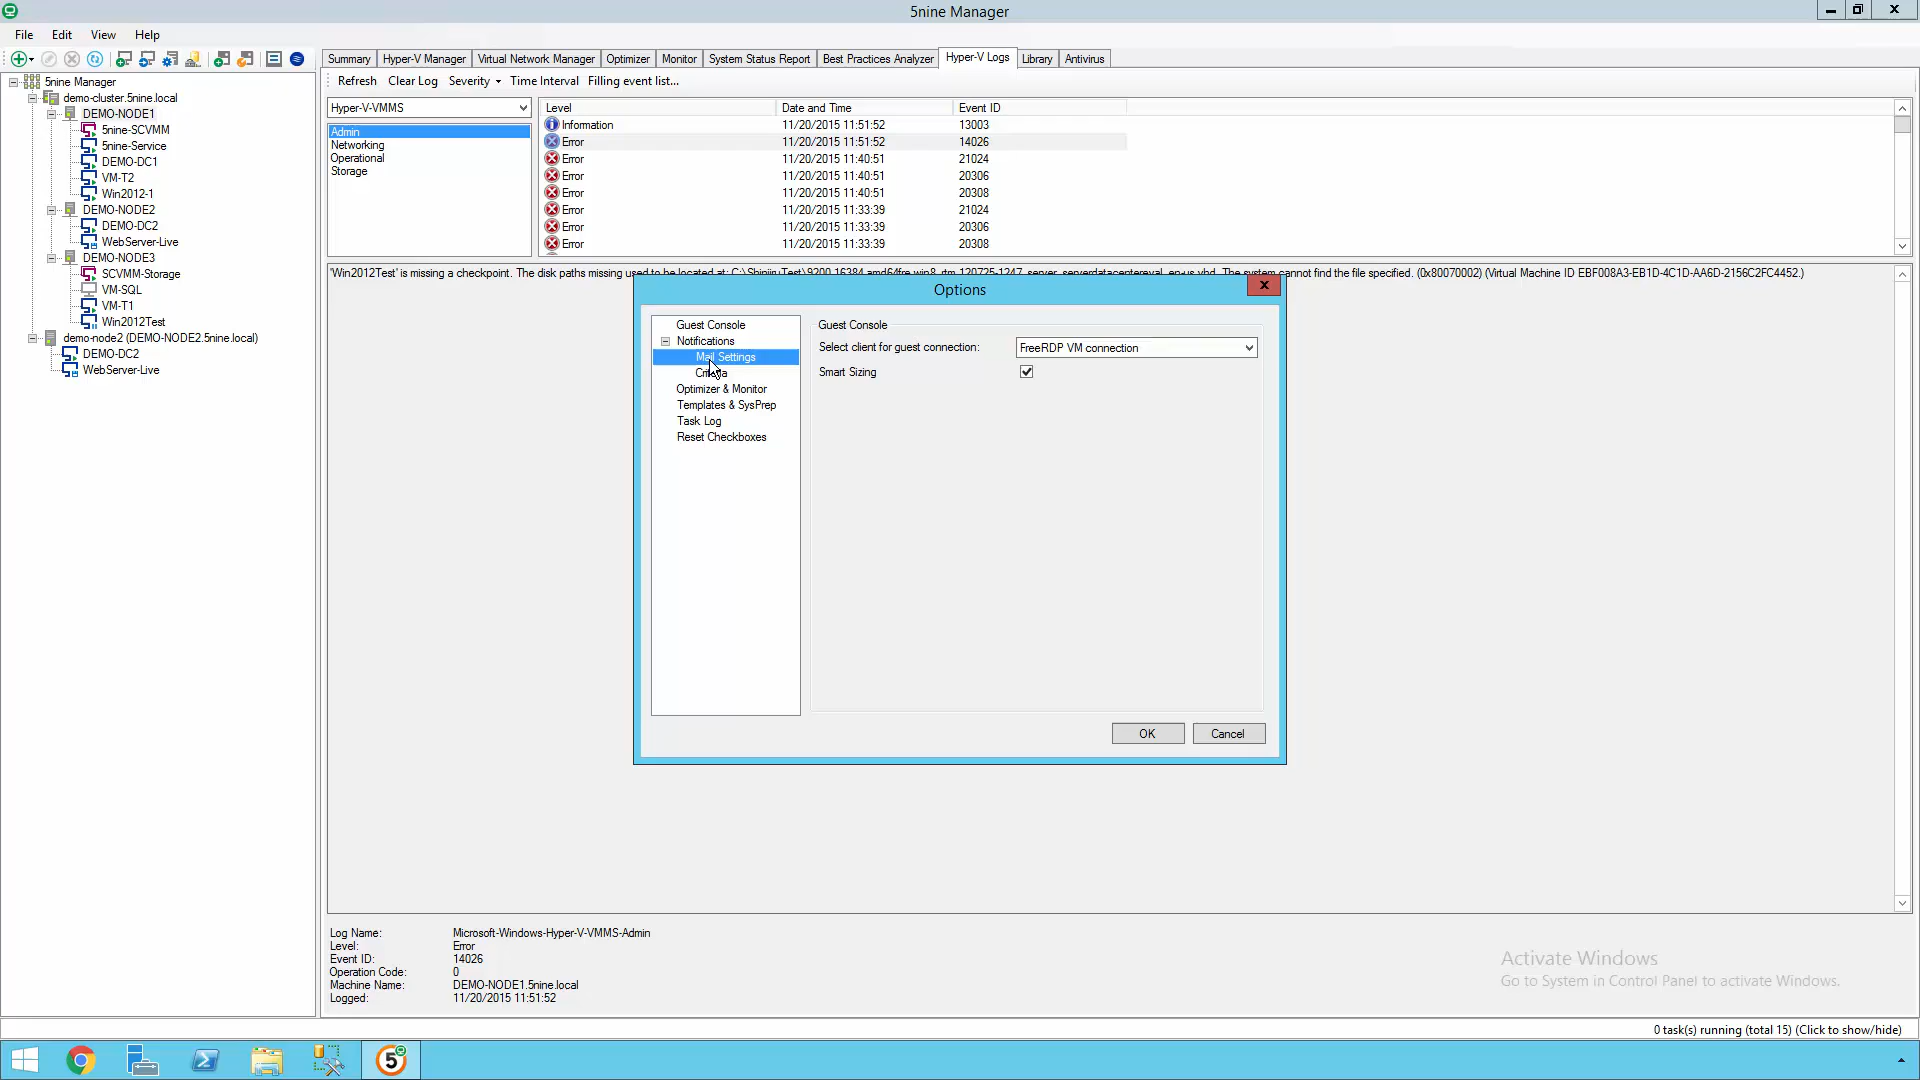 5nine Manager
File Edit View Help
Summary Hyper-V Manager Virtual Network Manager Optimizer Monitor System Status Report Best Practices Analyzer Hyper-V Logs Library Antivirus
Refresh Clear Log Severity Time Interval Filling event list...
5nine Manager
demo-cluster.5nine.local
DEMO-NODE1
5nine-SCVMM
5nine-Service
DEMO-DC1
VM-T2
Win2012-1
DEMO-NODE2
DEMO-DC2
WebServer-Live
DEMO-NODE3
SCVMM-Storage
VM-SQL
VM-T1
Win2012Test
demo-node2 (DEMO-NODE2.5nine.local)
DEMO-DC2
WebServer-Live
Hyper-V-VMMS
Admin
Networking
Operational
Storage
Level Date and Time Event ID
Information 11/20/2015 11:51:52 13003
Error 11/20/2015 11:51:52 14026
Error 11/20/2015 11:40:51 21024
Error 11/20/2015 11:40:51 20306
Error 11/20/2015 11:40:51 20308
Error 11/20/2015 11:33:39 21024
Error 11/20/2015 11:33:39 20306
Error 11/20/2015 11:33:39 20308
'Win2012Test' is missing a checkpoint. The disk paths missing used to be located at: cannot find the file specified. (0x80070002) (Virtual Machine ID EBF008A3-EB1D-4C1D-AA6D-2156C2FC4452.)
Options
Guest Console
Notifications
Mail Settings
Optimizer & Monitor
Templates & SysPrep
Task Log
Reset Checkboxes
Guest Console
Select client for guest connection: FreeRDP VM connection
Smart Sizing
OK Cancel
Log Name: Microsoft-Windows-Hyper-V-VMMS-Admin
Level: Error
Event ID: 14026
Operation Code: 0
Machine Name: DEMO-NODE1.5nine.local
Logged: 11/20/2015 11:51:52
Activate Windows
Go to System in Control Panel to activate Windows.
0 task(s) running (total 15) (Click to show/hide)